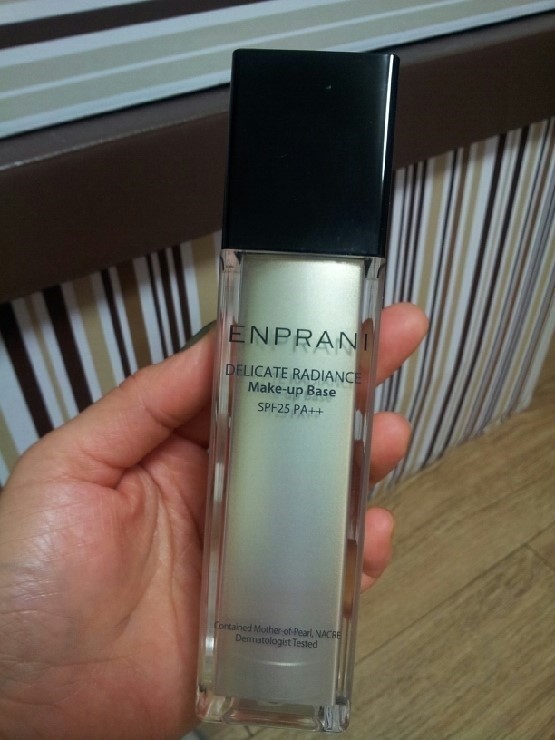 ENPRANI
DELICATE RADIANCE
Make-up Base
SPF25 PA++
Contained Mother-of-Pearl, NACRE
Dermatologist Tested